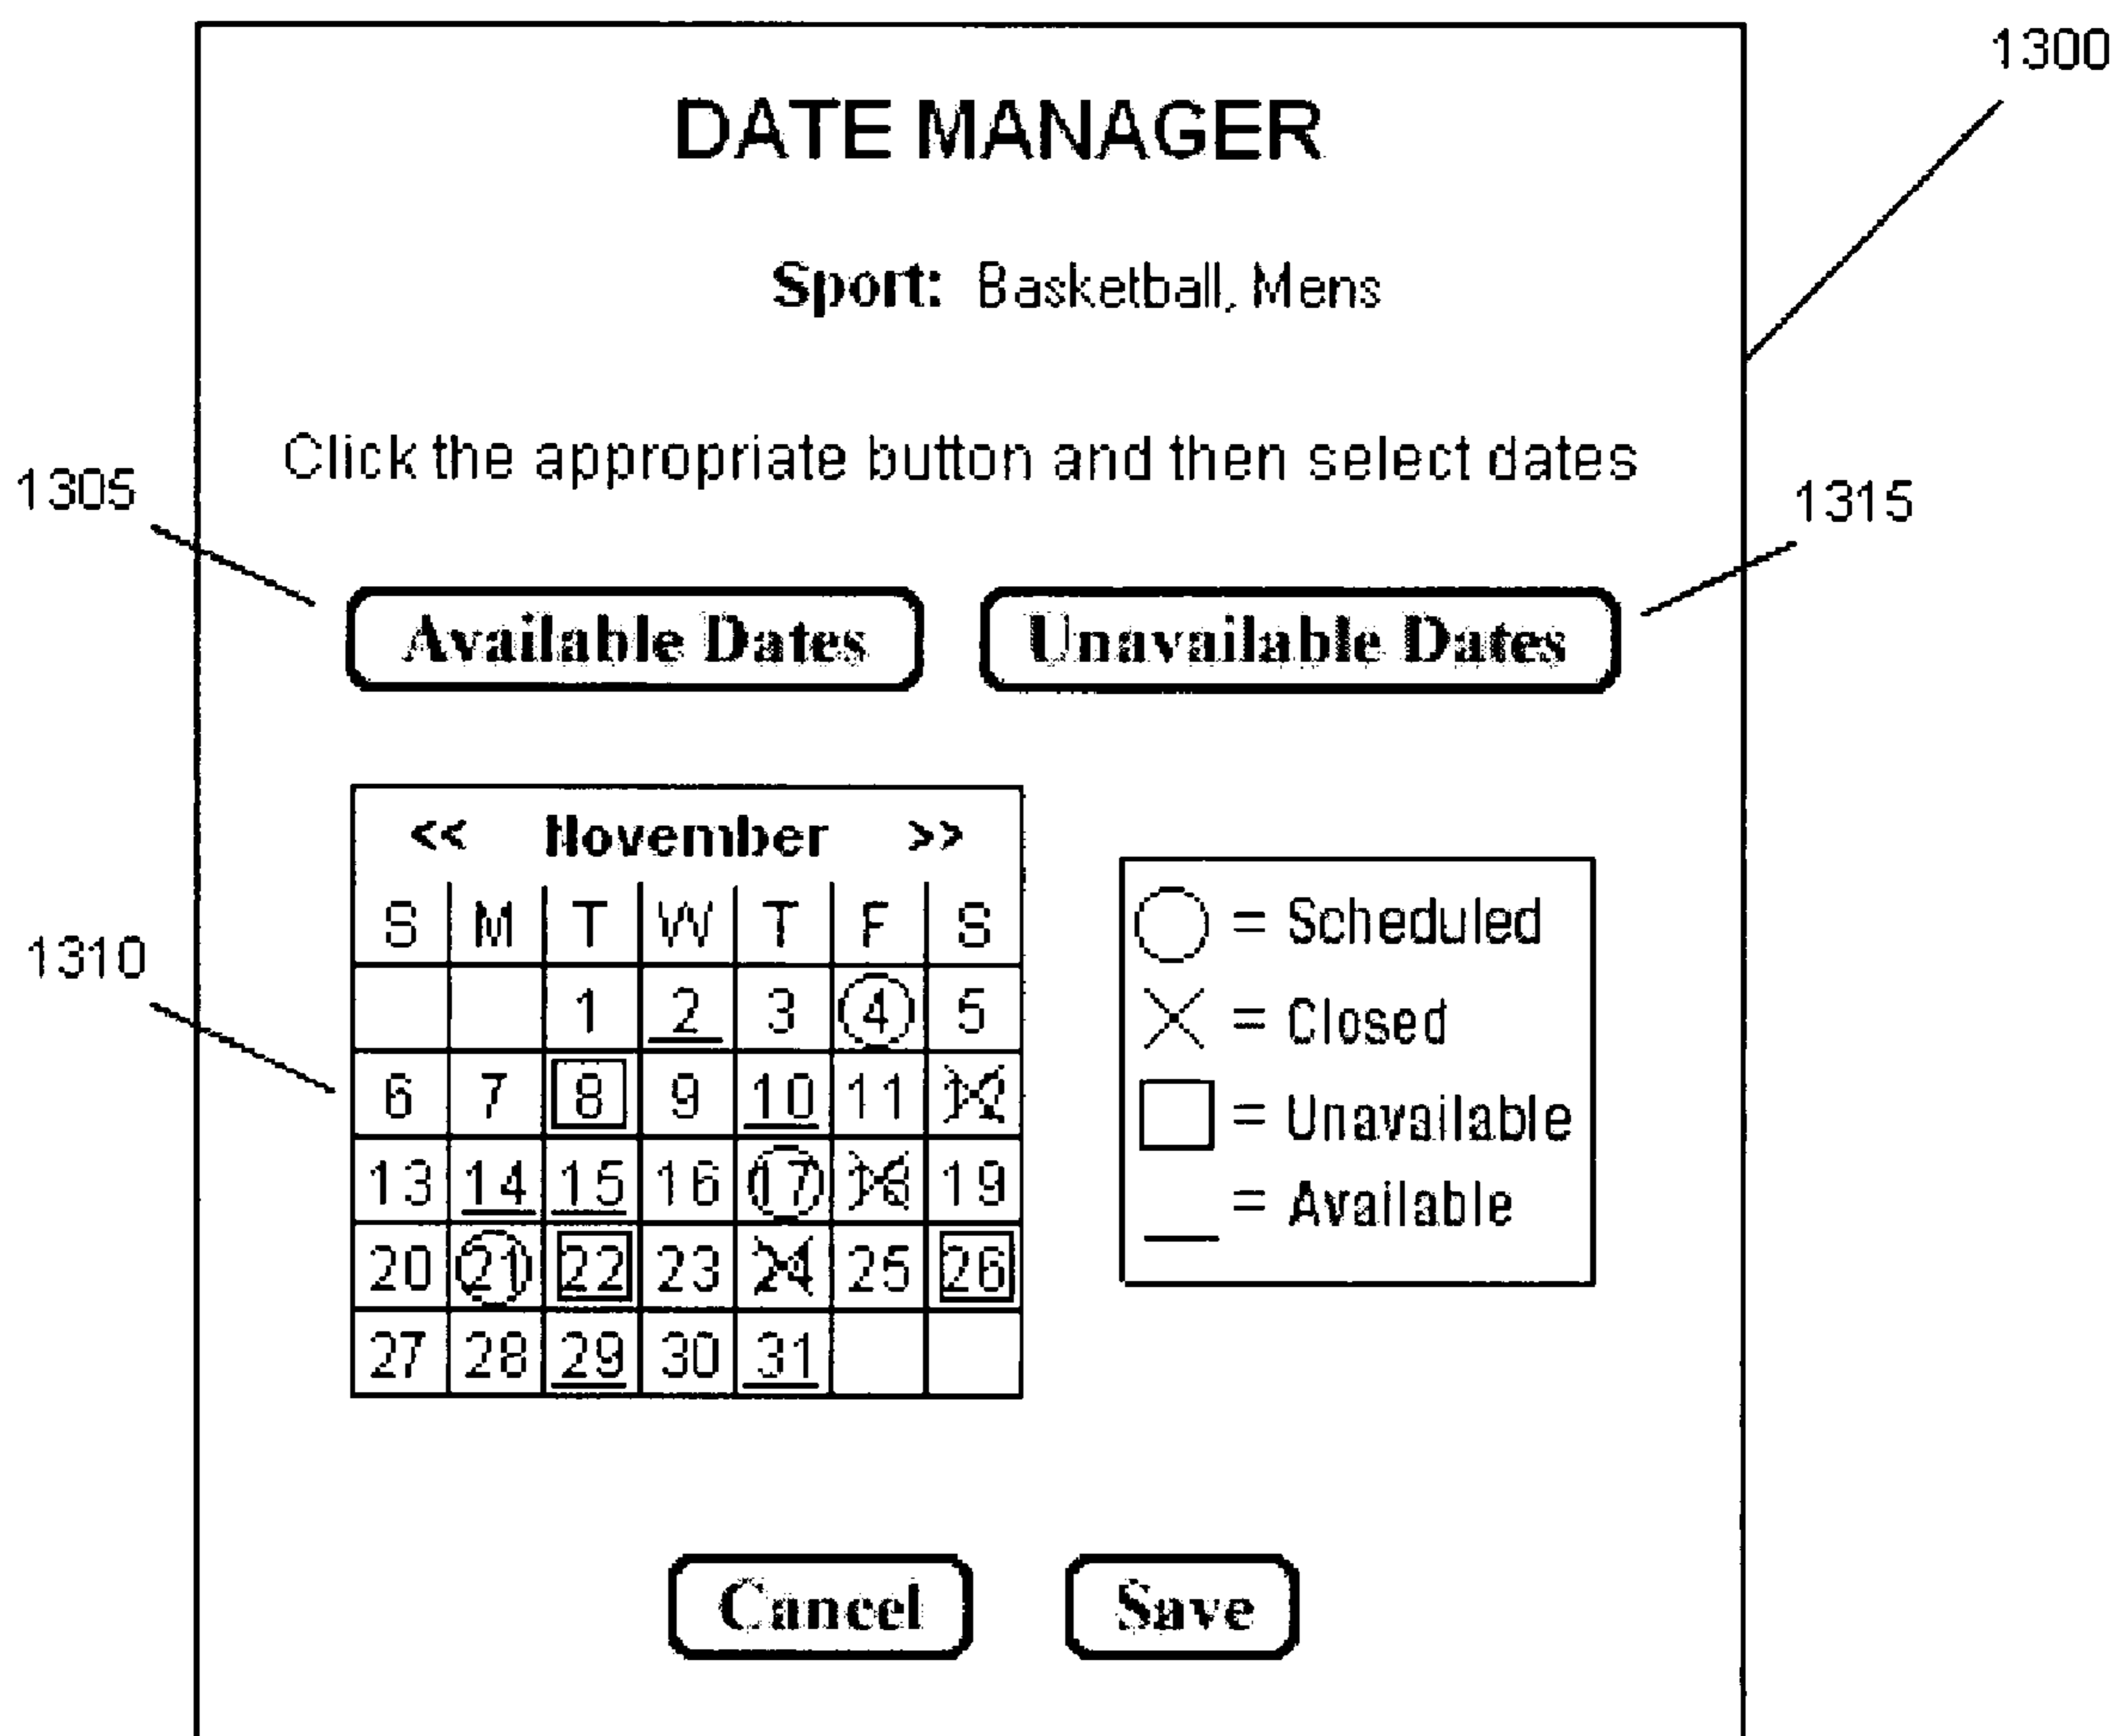 1300
DATE MANAGER
Sport: Basketball, Mens
Click the appropriate button and then select dates
1305
1315
Available Dates Unavailable Dates
<< November >>
S M T W T F S
1 2 3 4 5
6 7 8 9 10 11 12
13 14 15 16 17 18 19
20 21 22 23 24 25 26
27 28 29 30 31
1310
= Scheduled
= Closed
= Unavailable
= Available
Cancel Save